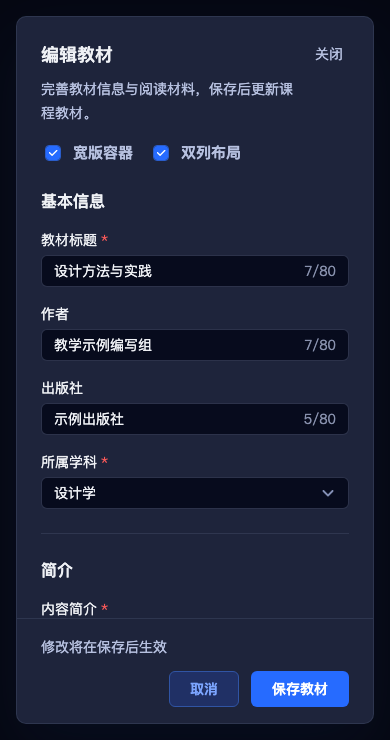 编辑教材
关闭
完善教材信息与阅读材料，保存后更新课
程教材。
宽版容器 双列布局
基本信息
教材标题 *
设计方法与实践 7/80
作者
教学示例编写组 7/80
出版社
示例出版社 5/80
所属学科 *
设计学
简介
内容简介 *
修改将在保存后生效
取消 保存教材